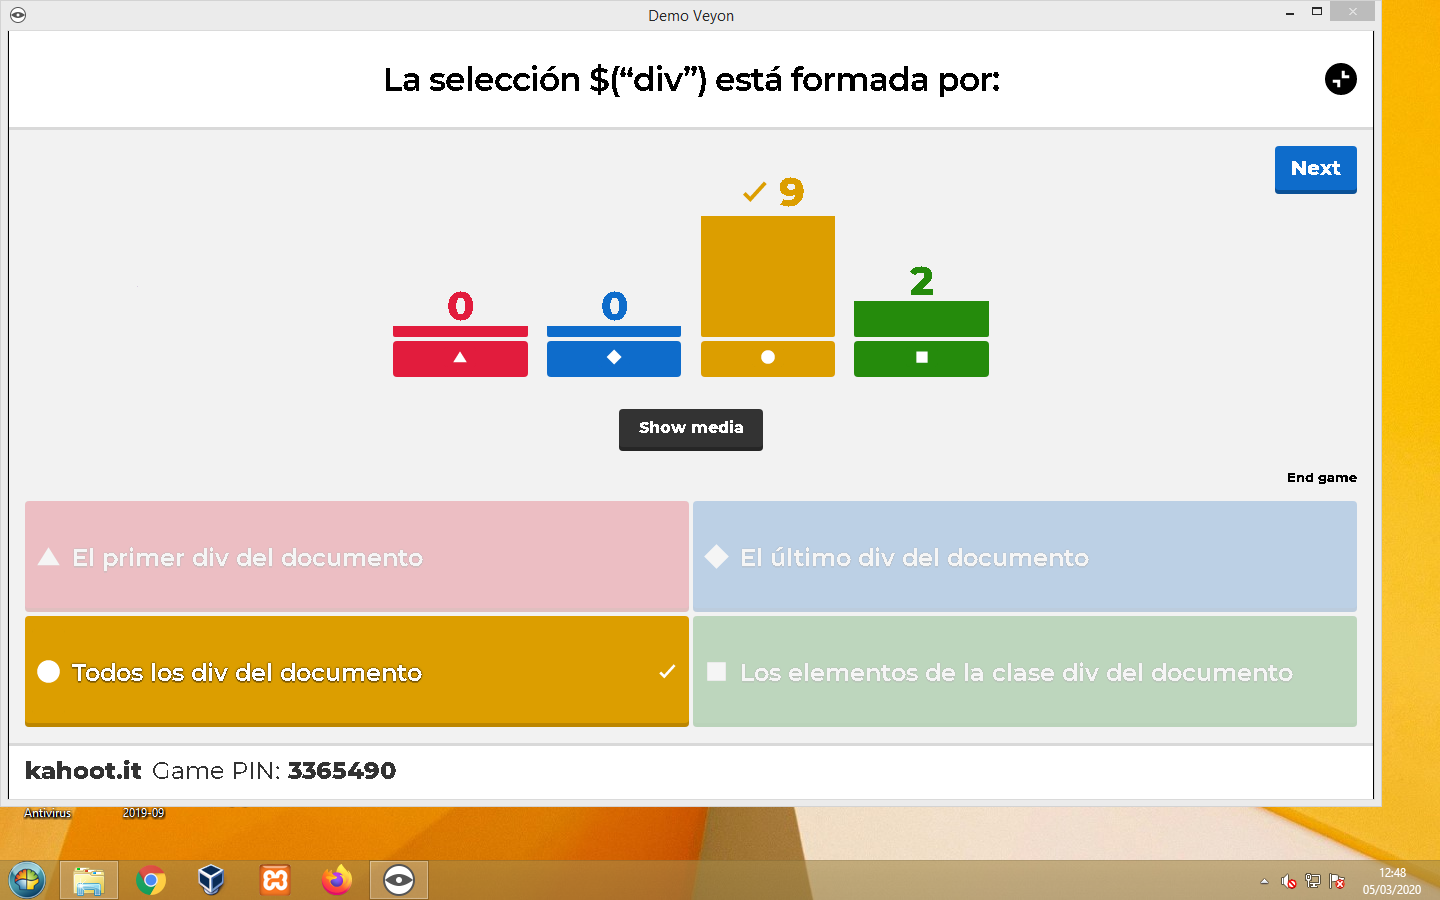 Demo Veyon
La selección $(“div”) está formada por:
Next
0
0
9
2
Show media
End game
El primer div del documento
El último div del documento
Todos los div del documento
Los elementos de la clase div del documento
kahoot.it Game PIN: 3365490
Antivirus
2019-09
12:48
05/03/2020